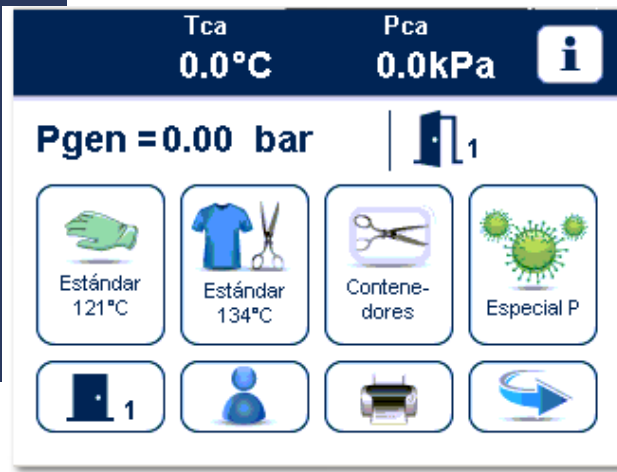 Tca Pca
0.0°C 0.0kPa i
Pgen =0.00 bar 1
Estándar
121°C
Estándar
134°C
Contene-
dores
Especial P
1